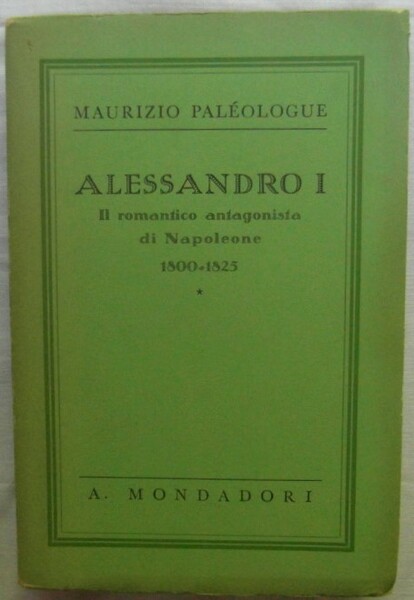 MAURIZIO PALÉOLOGUE
ALESSANDRO I
Il romantico antagonista
di Napoleone
1800-1825
*
A. MONDADORI